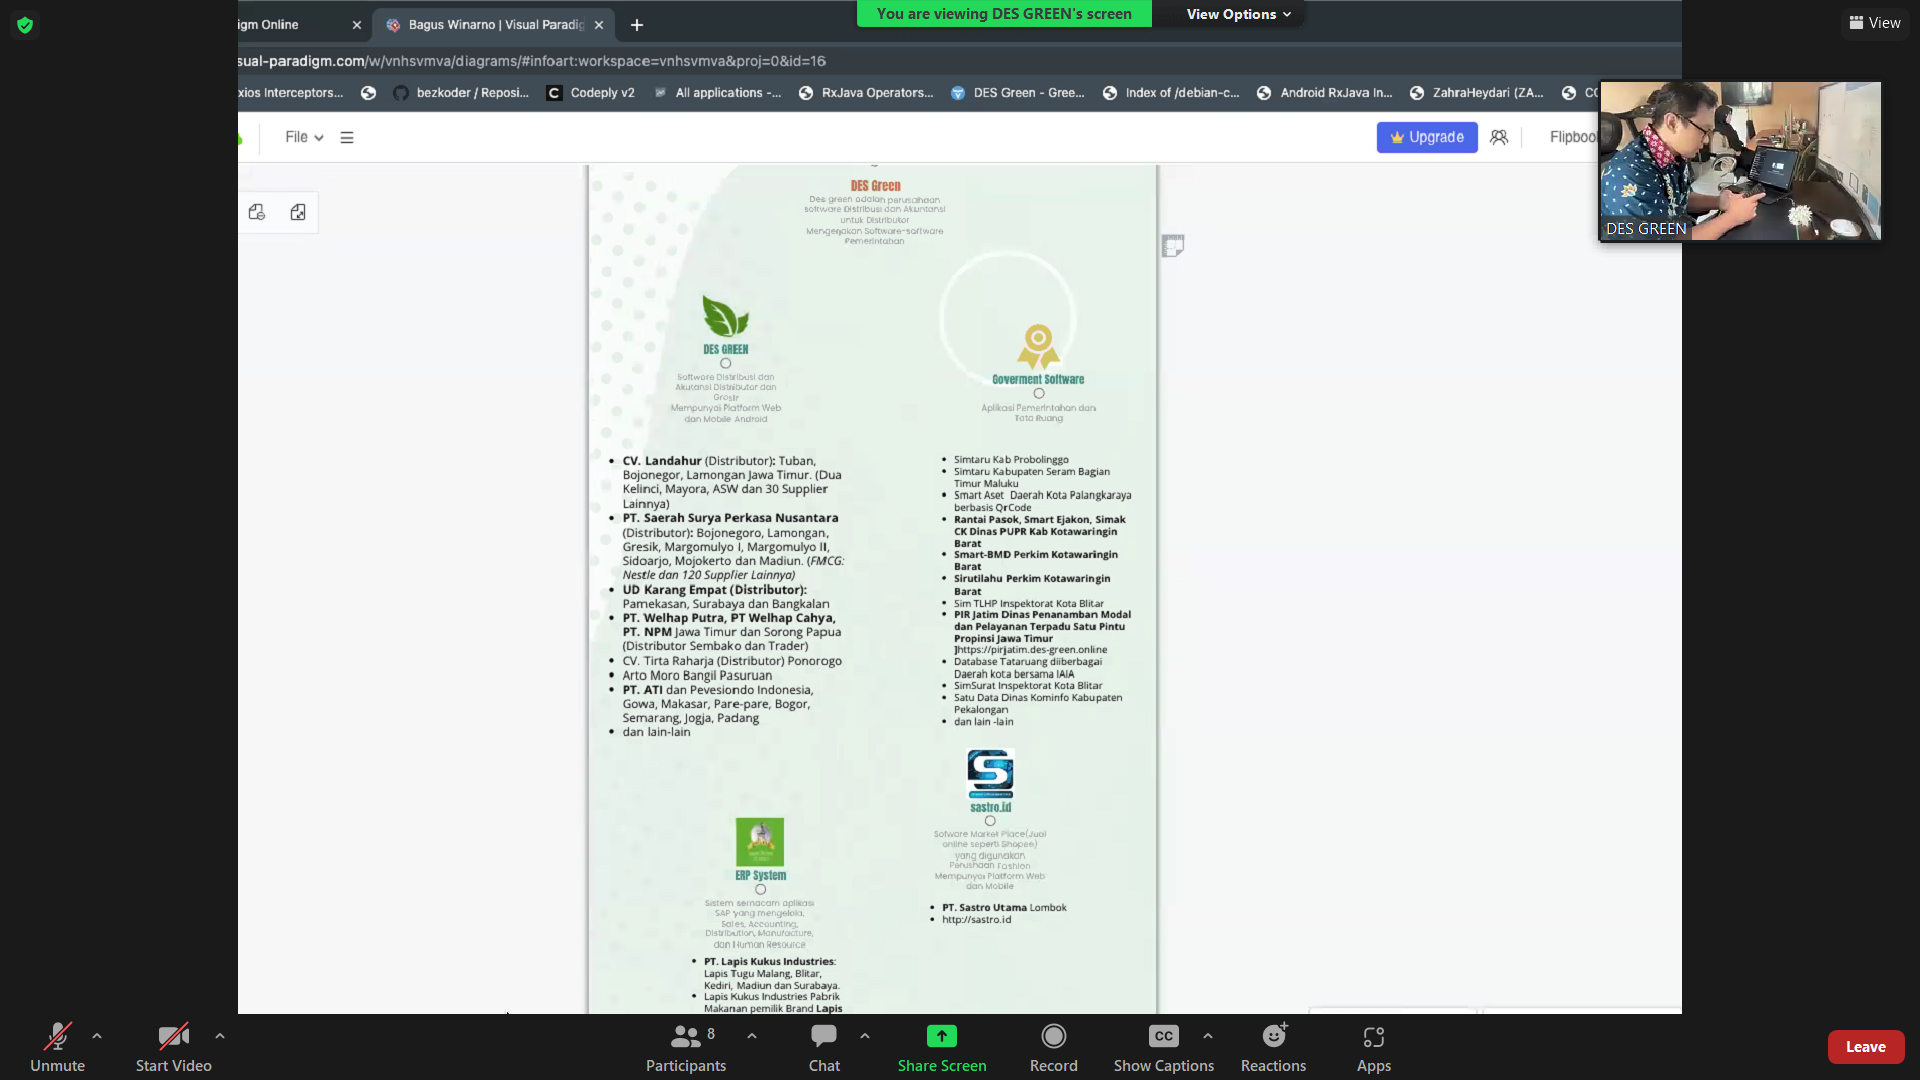 You are viewing DES GREEN's screen
View Options
View
igm Online
Bagus Winarno | Visual Paradig
sual-paradigm.com/w/vnhsvmva/diagrams/#infoart:workspace=vnhsvmva&proj=0&id=16
xios Interceptors...
bezkoder / Reposi...
Codeply v2
All applications -...
RxJava Operators...
DES Green - Gree...
Index of /debian-c...
Android RxJava In...
ZahraHeydari (ZA...
File
Upgrade
DES GREEN
DES Green
Des green adalah perusahaan
software Distribusi dan Akuntansi
untuk Distributor
Mengerjakan Software-software
Pemerintahan
DES GREEN
Software Distribusi dan
Akutansi Distributor dan
Grosir
Mempunyai Platform Web
dan Mobile Android
Goverment Software
Aplikasi Pemerintahan dan
Tata Ruang
• CV. Landahur (Distributor): Tuban,
Bojonegor, Lamongan Jawa Timur. (Dua
Kelinci, Mayora, ASW dan 30 Supplier
Lainnya)
• PT. Saerah Surya Perkasa Nusantara
(Distributor): Bojonegoro, Lamongan,
Gresik, Margomulyo I, Margomulyo II,
Sidoarjo, Mojokerto dan Madiun. (FMCG:
Nestle dan 120 Supplier Lainnya)
• UD Karang Empat (Distributor):
Pamekasan, Surabaya dan Bangkalan
• PT. Welhap Putra, PT Welhap Cahya,
PT. NPM Jawa Timur dan Sorong Papua
(Distributor Sembako dan Trader)
• CV. Tirta Raharja (Distributor) Ponorogo
• Arto Moro Bangil Pasuruan
• PT. ATI dan Pevesiondo Indonesia,
Gowa, Makasar, Pare-pare, Bogor,
Semarang, Jogja, Padang
• dan lain-lain
• Simtaru Kab Probolinggo
• Simtaru Kabupaten Seram Bagian
Timur Maluku
• Smart Aset Daerah Kota Palangkaraya
berbasis QrCode
• Rantai Pasok, Smart Ejakon, Simak
CK Dinas PUPR Kab Kotawaringin
Barat
• Smart-BMD Perkim Kotawaringin
Barat
• Sirutilahu Perkim Kotawaringin
Barat
• Sim TLHP Inspektorat Kota Blitar
• PIR Jatim Dinas Penanamban Modal
dan Pelayanan Terpadu Satu Pintu
Propinsi Jawa Timur
]https://pirjatim.des-green.online
• Database Tataruang diiberbagai
Daerah kota bersama IAIA
• SimSurat Inspektorat Kota Blitar
• Satu Data Dinas Kominfo Kabupaten
Pekalongan
• dan lain -lain
sastro.id
Sofware Market Place(Jual
online seperti Shopee)
yang digunakan
Perushaan Fashion
Mempunyai Platform Web
dan Mobile
• PT. Sastro Utama Lombok
• http://sastro.id
ERP System
Sistem semacam aplikasi
SAP yang mengelola,
Sales, Accounting,
Distribution, Manufacture,
dan Human Resource
• PT. Lapis Kukus Industries:
Lapis Tugu Malang, Blitar,
Kediri, Madiun dan Surabaya.
• Lapis Kukus Industries Pabrik
Makanan pemilik Brand Lapis
Unmute
Start Video
Participants 8
Chat
Share Screen
Record
CC
Show Captions
Reactions
Apps
Leave